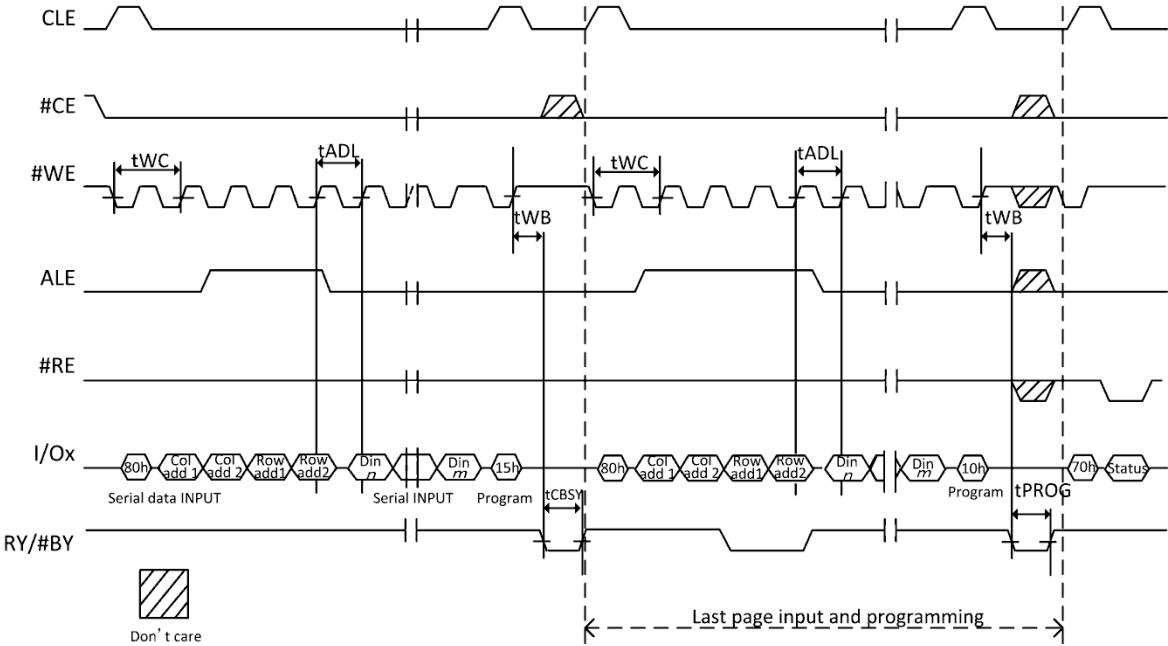 CLE
#CE
#WE
tWC
tADL
tWC
tADL
tWB
tWB
ALE
#RE
I/Ox
80h
Col
add 1
Col
add 2
Row
add1
Row
add2
Din
n
Din
m
15h
80h
Col
add 1
Col
add 2
Row
add1
Row
add2
Din
n
Din
m
10h
70h
Status
Serial data INPUT
Serial INPUT
Program
tCBSY
Program
tPROG
RY/#BY
Don't care
Last page input and programming